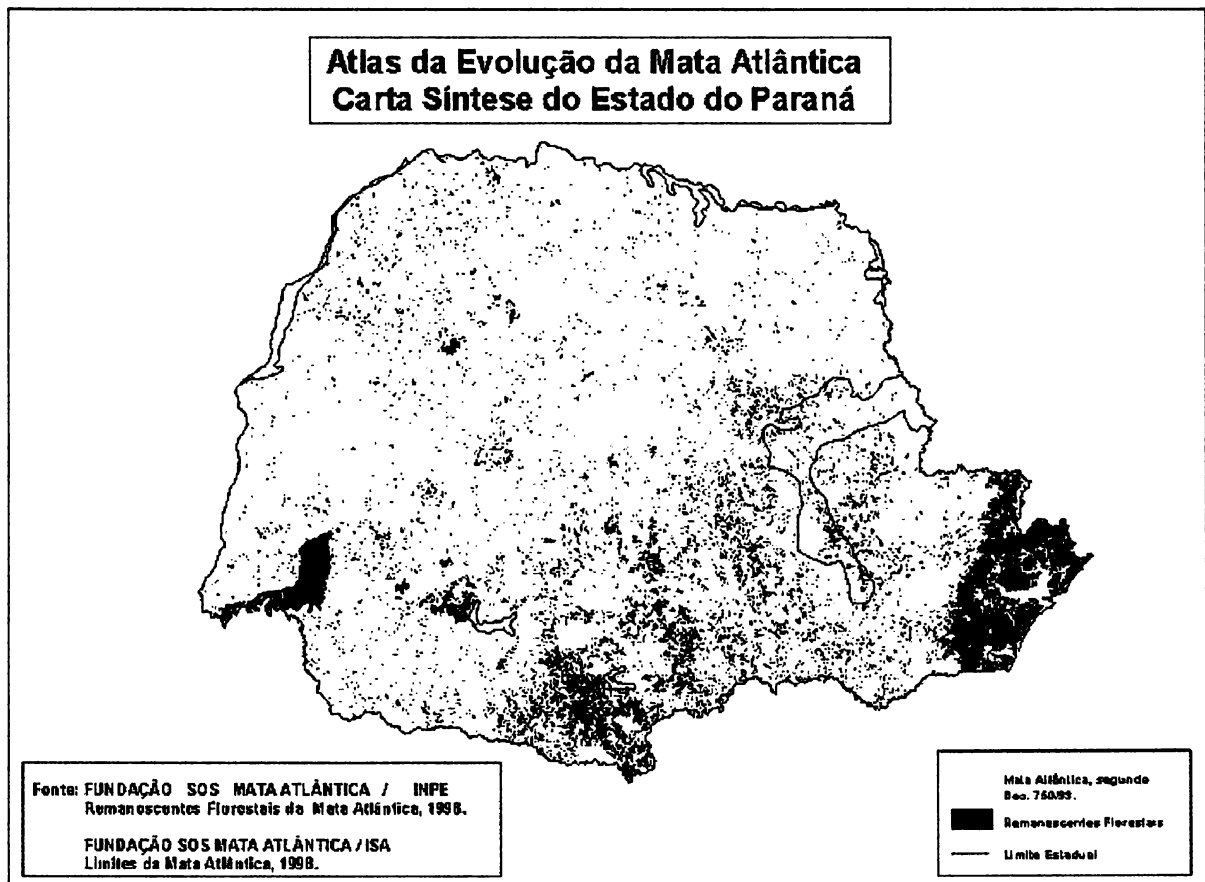 Atlas da Evolução da Mata Atlântica
Carta Síntese do Estado do Paraná
Fonte: FUNDAÇÃO SOS MATA ATLÂNTICA / INPE
Remanescentes Florestais da Mata Atlântica, 1998.
FUNDAÇÃO SOS MATA ATLÂNTICA / ISA
Limites da Mata Atlântica, 1998.
Mata Atlântica, segundo
Dec. 750/93.
Remanescentes Florestais
Limite Estadual